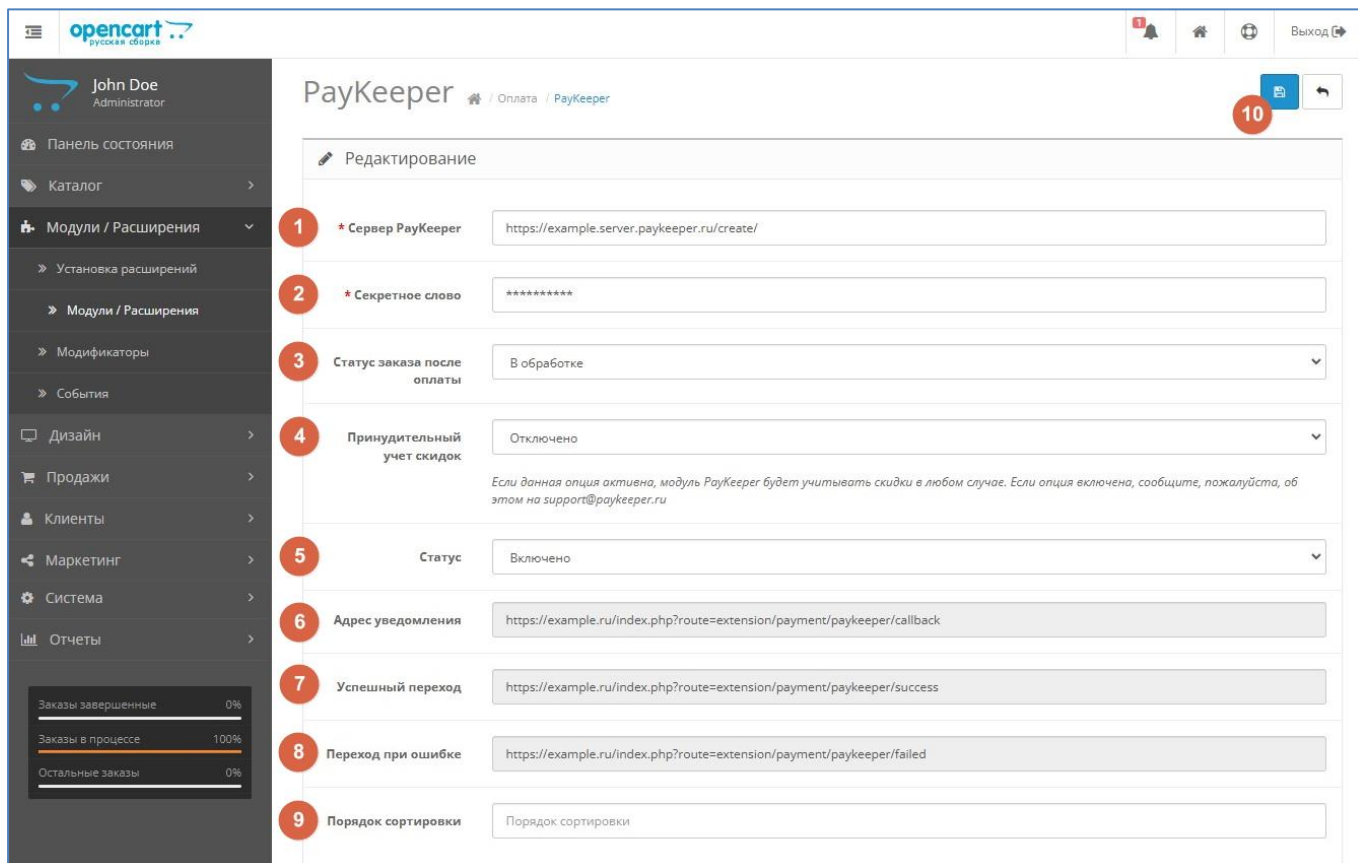 opencart
русская сборка
1
Выход
John Doe
Administrator
Панель состояния
Каталог
Модули / Расширения
Установка расширений
Модули / Расширения
Модификаторы
События
Дизайн
Продажи
Клиенты
Маркетинг
Система
Отчеты
Заказы завершенные 0%
Заказы в процессе 100%
Остальные заказы 0%
PayKeeper / Оплата / PayKeeper
10
Редактирование
1 * Сервер PayKeeper https://example.server.paykeeper.ru/create/
2 * Секретное слово **********
3 Статус заказа после В обработке
оплаты
4 Принудительный Отключено
учет скидок
Если данная опция активна, модуль PayKeeper будет учитывать скидки в любом случае. Если опция включена, сообщите, пожалуйста, об
этом на support@paykeeper.ru
5 Статус Включено
6 Адрес уведомления https://example.ru/index.php?route=extension/payment/paykeeper/callback
7 Успешный переход https://example.ru/index.php?route=extension/payment/paykeeper/success
8 Переход при ошибке https://example.ru/index.php?route=extension/payment/paykeeper/failed
9 Порядок сортировки Порядок сортировки